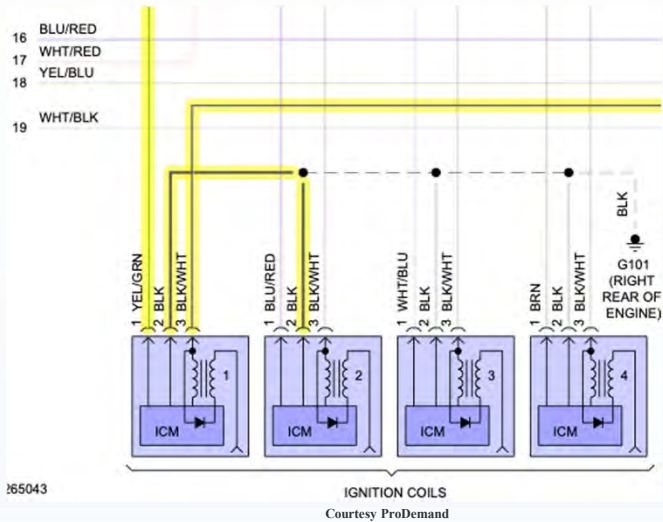 16 BLU/RED
17 WHT/RED
18 YEL/BLU
19 WHT/BLK
BLK
G101
(RIGHT
REAR OF
ENGINE)
1 YEL/GRN
2 BLK
3 BLK/WHT
1 BLU/RED
2 BLK
3 BLK/WHT
1 WHT/BLU
2 BLK
3 BLK/WHT
1 BRN
2 BLK
3 BLK/WHT
1
2
3
4
ICM
ICM
ICM
ICM
265043
IGNITION COILS
Courtesy ProDemand